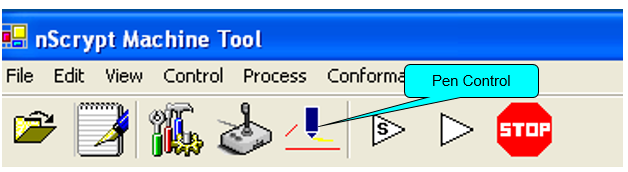 nScrypt Machine Tool
File Edit View Control Process Conforma
Pen Control
S
STOP